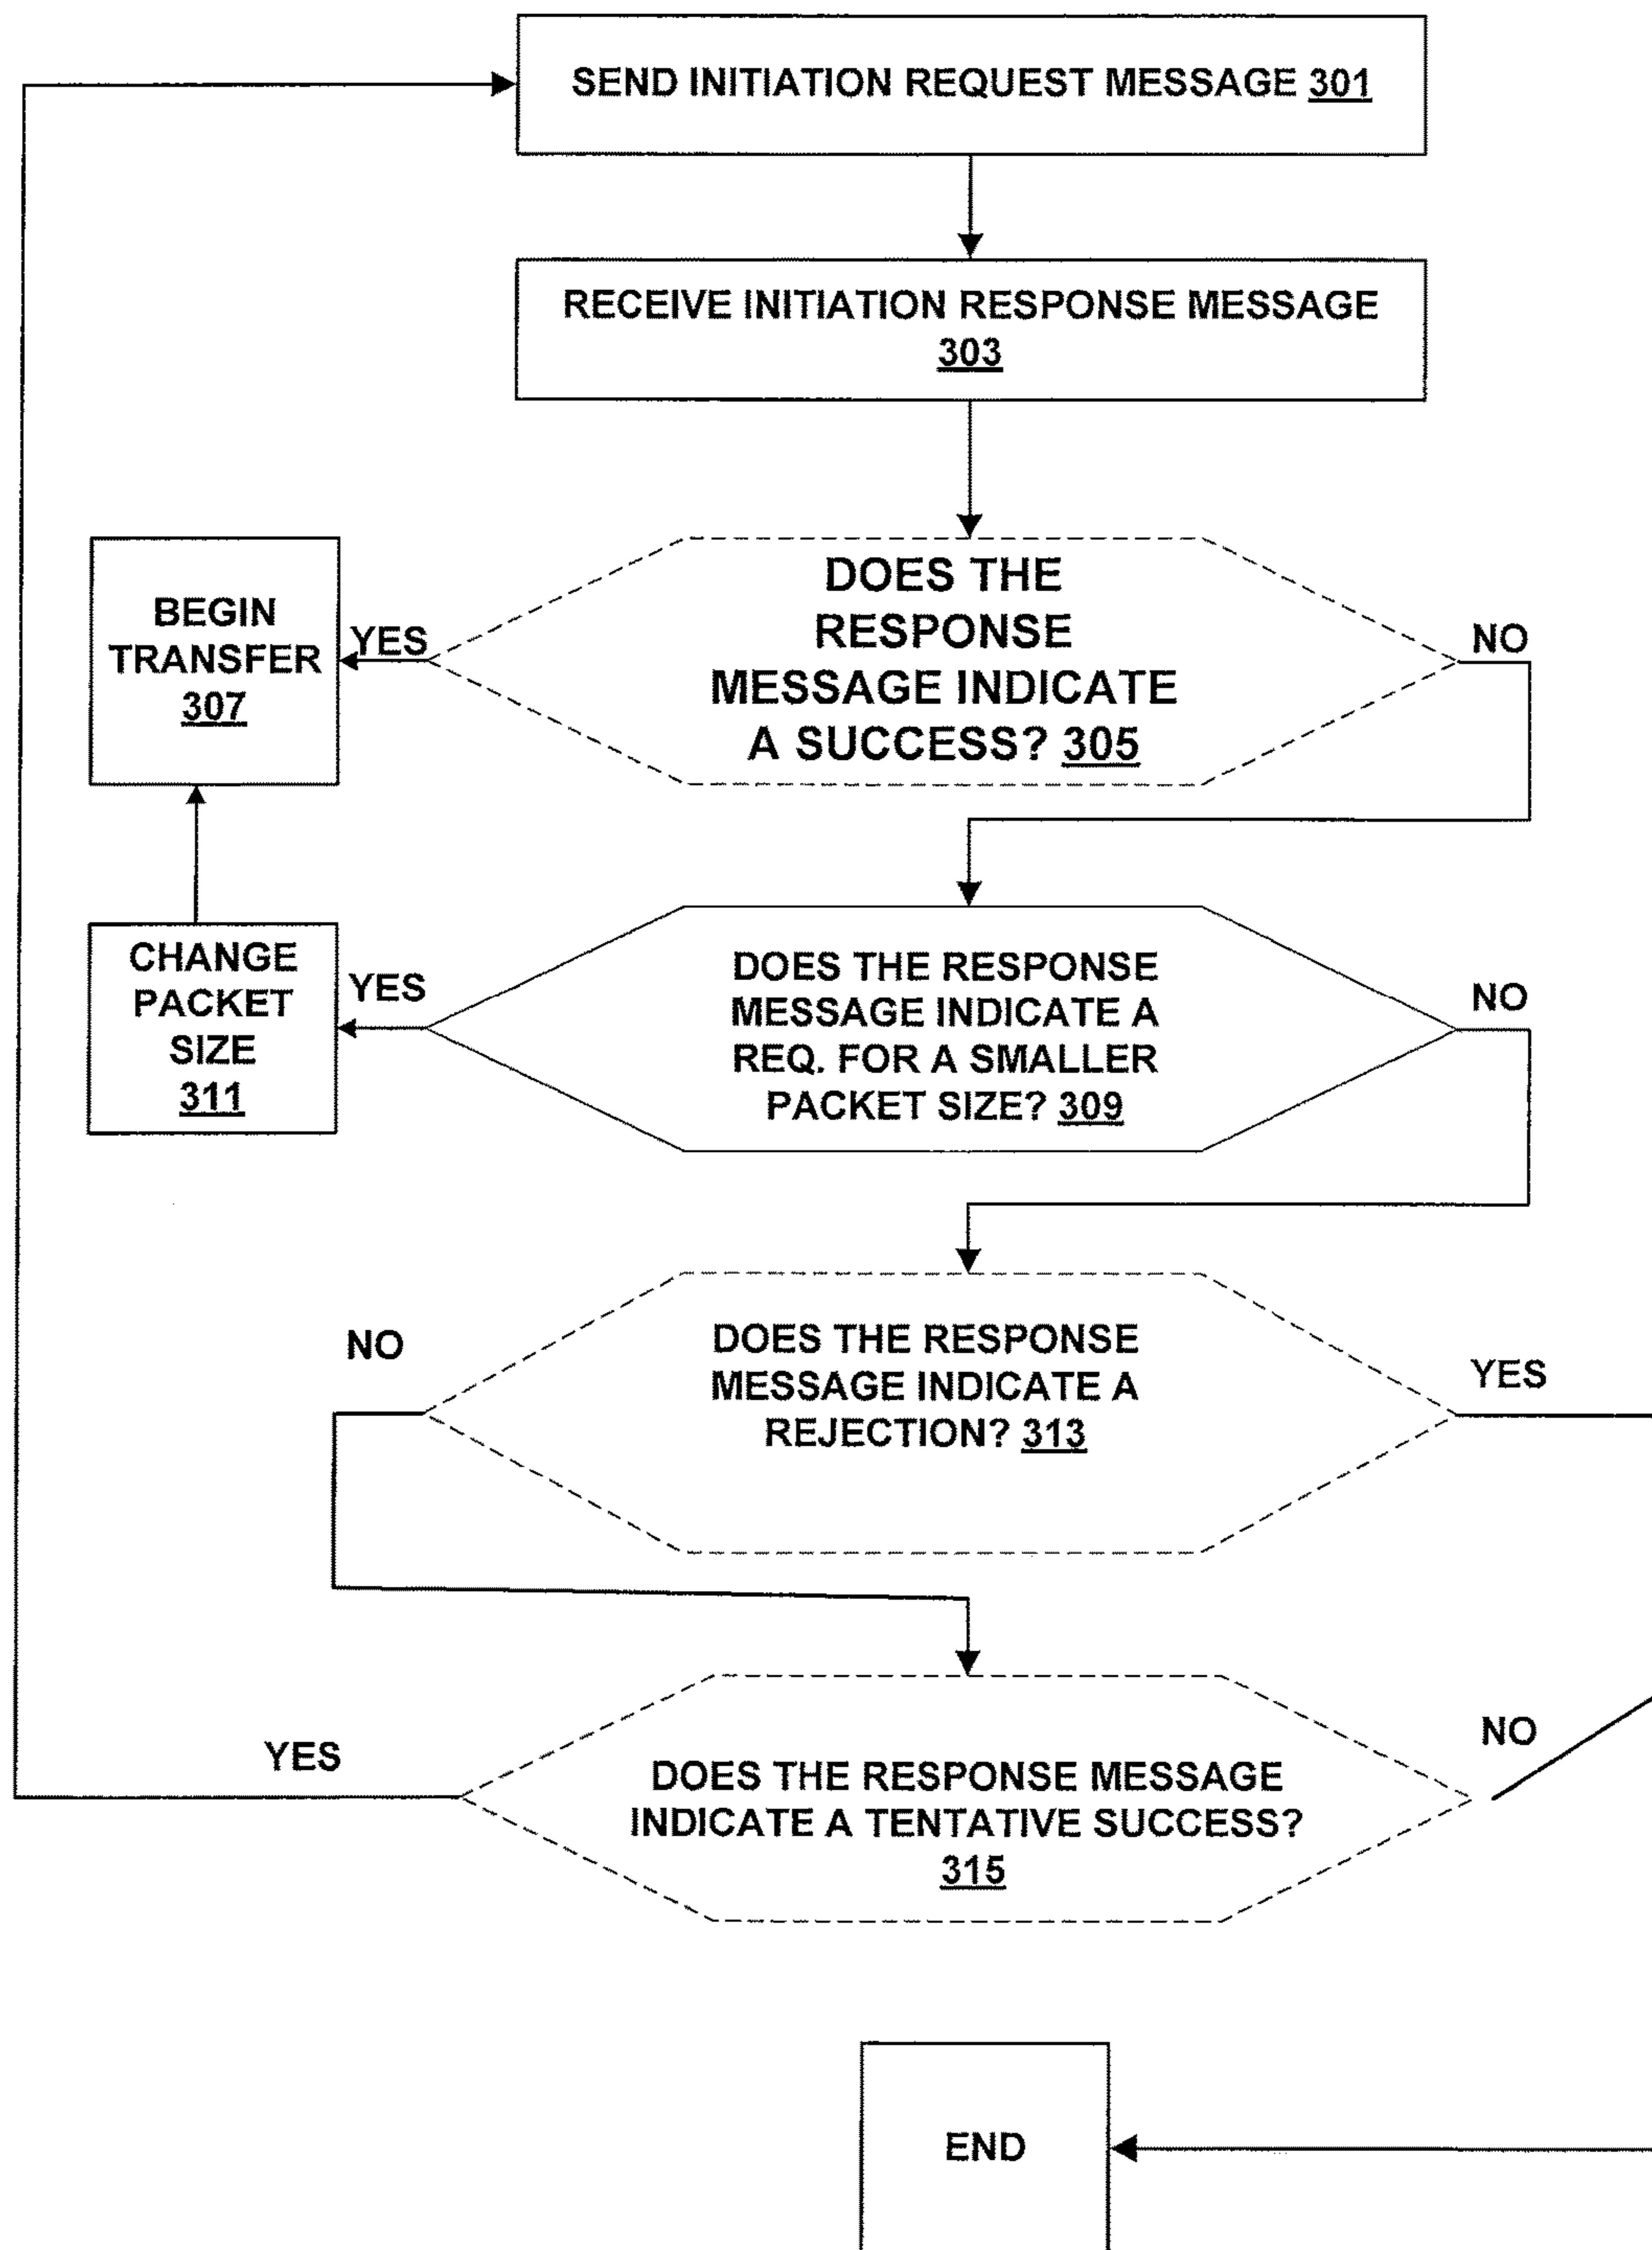 SEND INITIATION REQUEST MESSAGE 301
RECEIVE INITIATION RESPONSE MESSAGE
303
BEGIN
TRANSFER
307
YES
DOES THE
RESPONSE
MESSAGE INDICATE
A SUCCESS? 305
NO
CHANGE
PACKET
SIZE
311
YES
DOES THE RESPONSE
MESSAGE INDICATE A
REQ. FOR A SMALLER
PACKET SIZE? 309
NO
NO
DOES THE RESPONSE
MESSAGE INDICATE A
REJECTION? 313
YES
YES
DOES THE RESPONSE MESSAGE
INDICATE A TENTATIVE SUCCESS?
315
NO
END